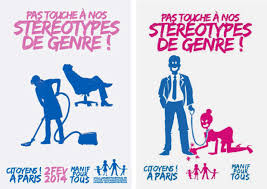 PAS TOUCHE À NOS
STÉRÉOTYPES
DE GENRE !
CITOYENS !
À PARIS
2 FEV
2014
MANIF
POUR
TOUS
PAS TOUCHE À NOS
STÉRÉOTYPES
DE GENRE !
CITOYENS !
À PARIS
MANIF
POUR
TOUS